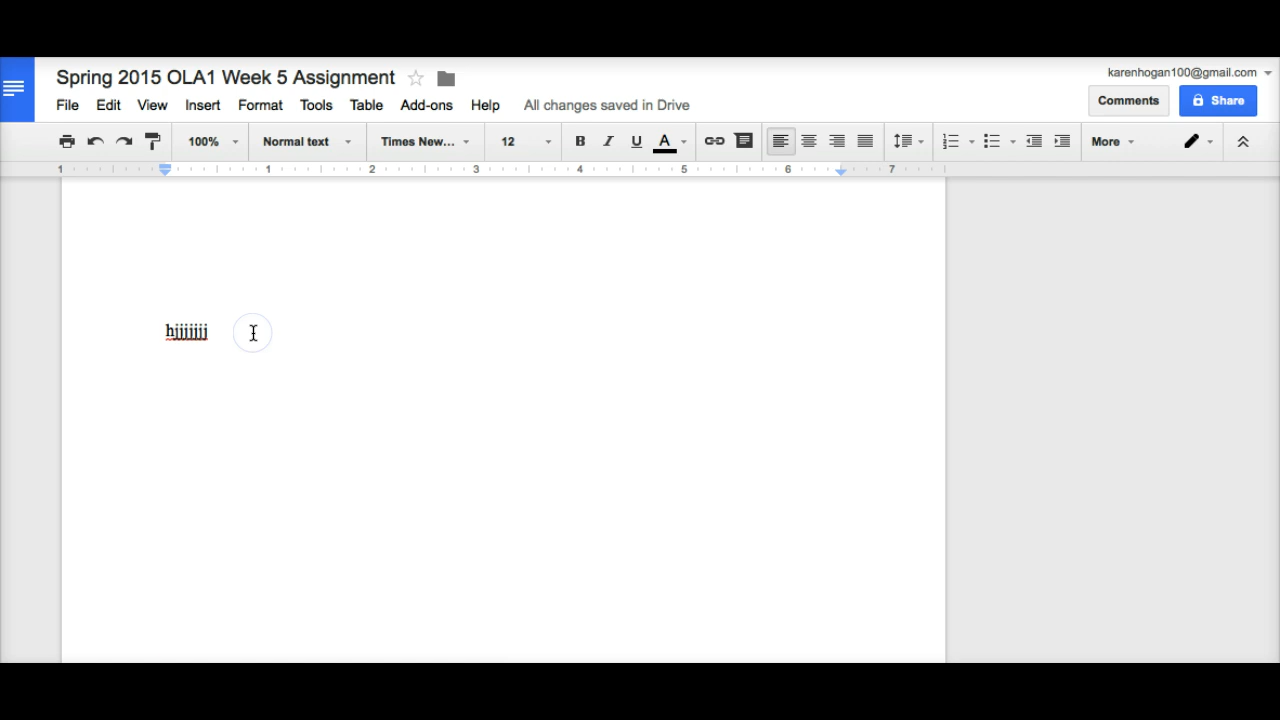 Spring 2015 OLA1 Week 5 Assignment
karenhogan100@gmail.com
File Edit View Insert Format Tools Table Add-ons Help All changes saved in Drive
Comments Share
100% Normal text Times New... 12 B I U A More
1 1 2 3 4 5 6 7
hjjjjjjj